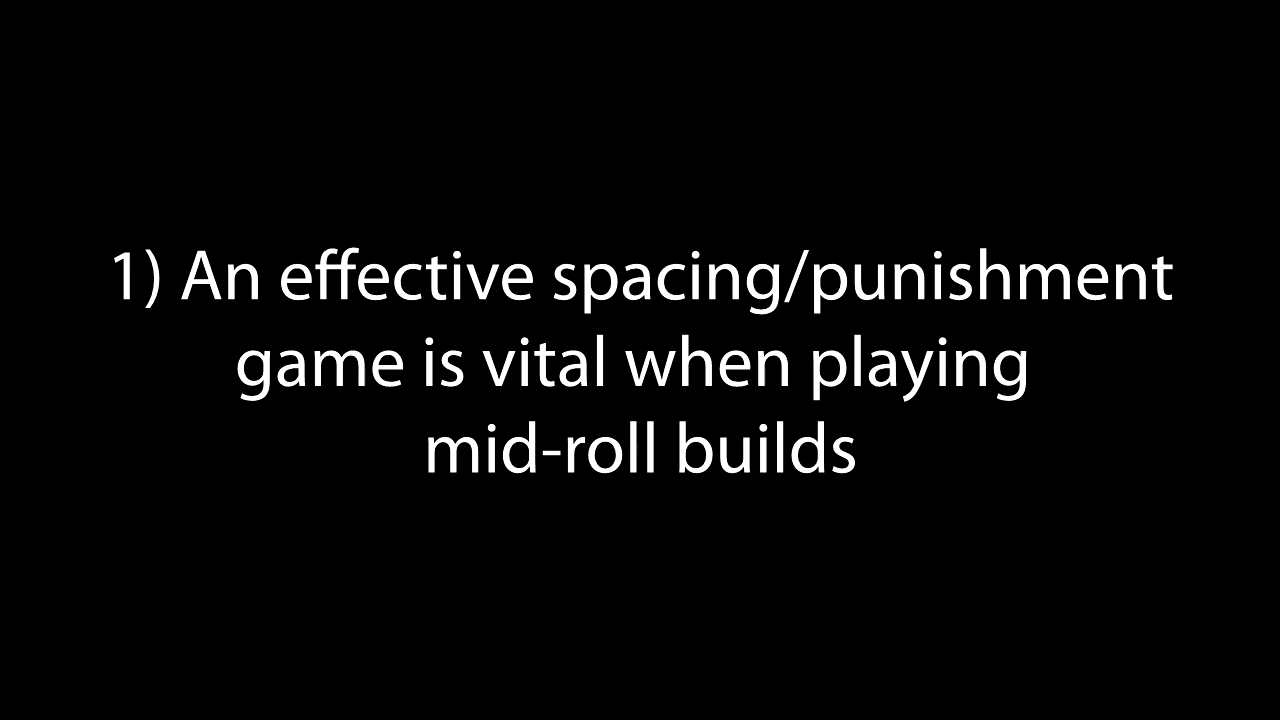 1) An effective spacing/punishment
game is vital when playing
mid-roll builds